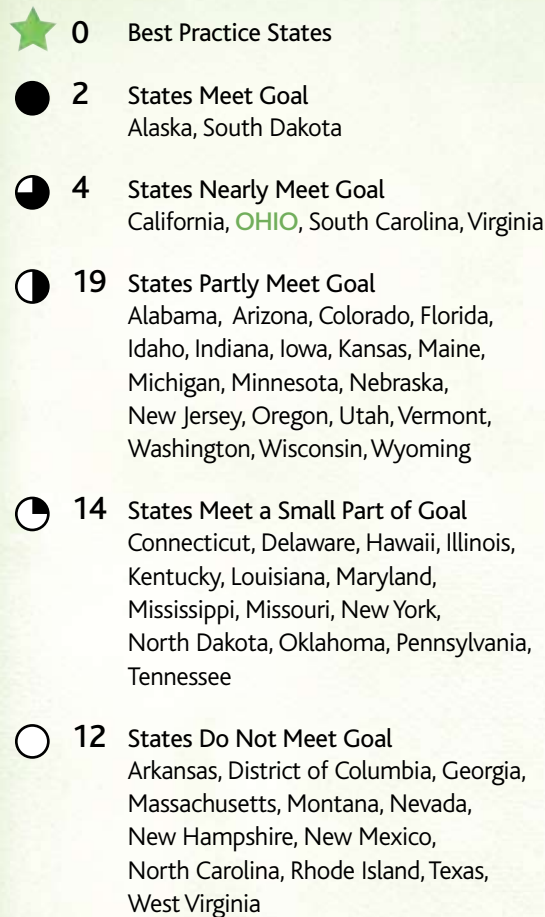 0 Best Practice States
2 States Meet Goal
Alaska, South Dakota
4 States Nearly Meet Goal
California, OHIO, South Carolina, Virginia
19 States Partly Meet Goal
Alabama, Arizona, Colorado, Florida,
Idaho, Indiana, Iowa, Kansas, Maine,
Michigan, Minnesota, Nebraska,
New Jersey, Oregon, Utah, Vermont,
Washington, Wisconsin, Wyoming
14 States Meet a Small Part of Goal
Connecticut, Delaware, Hawaii, Illinois,
Kentucky, Louisiana, Maryland,
Mississippi, Missouri, New York,
North Dakota, Oklahoma, Pennsylvania,
Tennessee
12 States Do Not Meet Goal
Arkansas, District of Columbia, Georgia,
Massachusetts, Montana, Nevada,
New Hampshire, New Mexico,
North Carolina, Rhode Island, Texas,
West Virginia